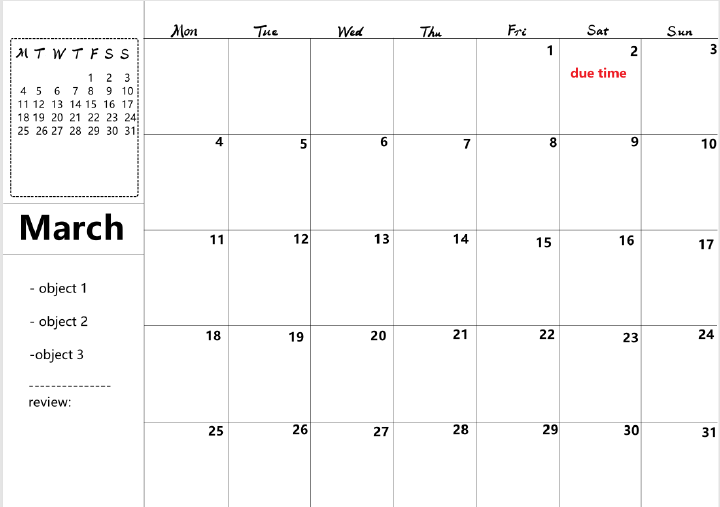 Mon Tue Wed Thu Fri Sat Sun
M T W T F S S
1 2 3
4 5 6 7 8 9 10
11 12 13 14 15 16 17
18 19 20 21 22 23 24
25 26 27 28 29 30 31
March
- object 1
- object 2
-object 3
---------------
review:
1 2 3
due time
4 5 6 7 8 9 10
11 12 13 14 15 16 17
18 19 20 21 22 23 24
25 26 27 28 29 30 31